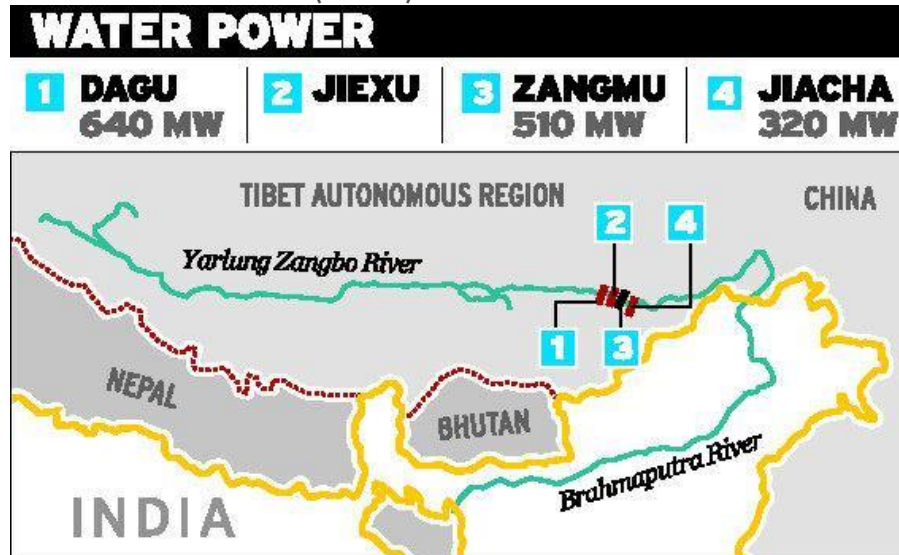 WATER POWER
1 DAGU
640 MW
2 JIEXU
3 ZANGMU
510 MW
4 JIACHA
320 MW
TIBET AUTONOMOUS REGION
CHINA
2
4
Yarlung Zangbo River
1
3
NEPAL
BHUTAN
Brahmaputra River
INDIA